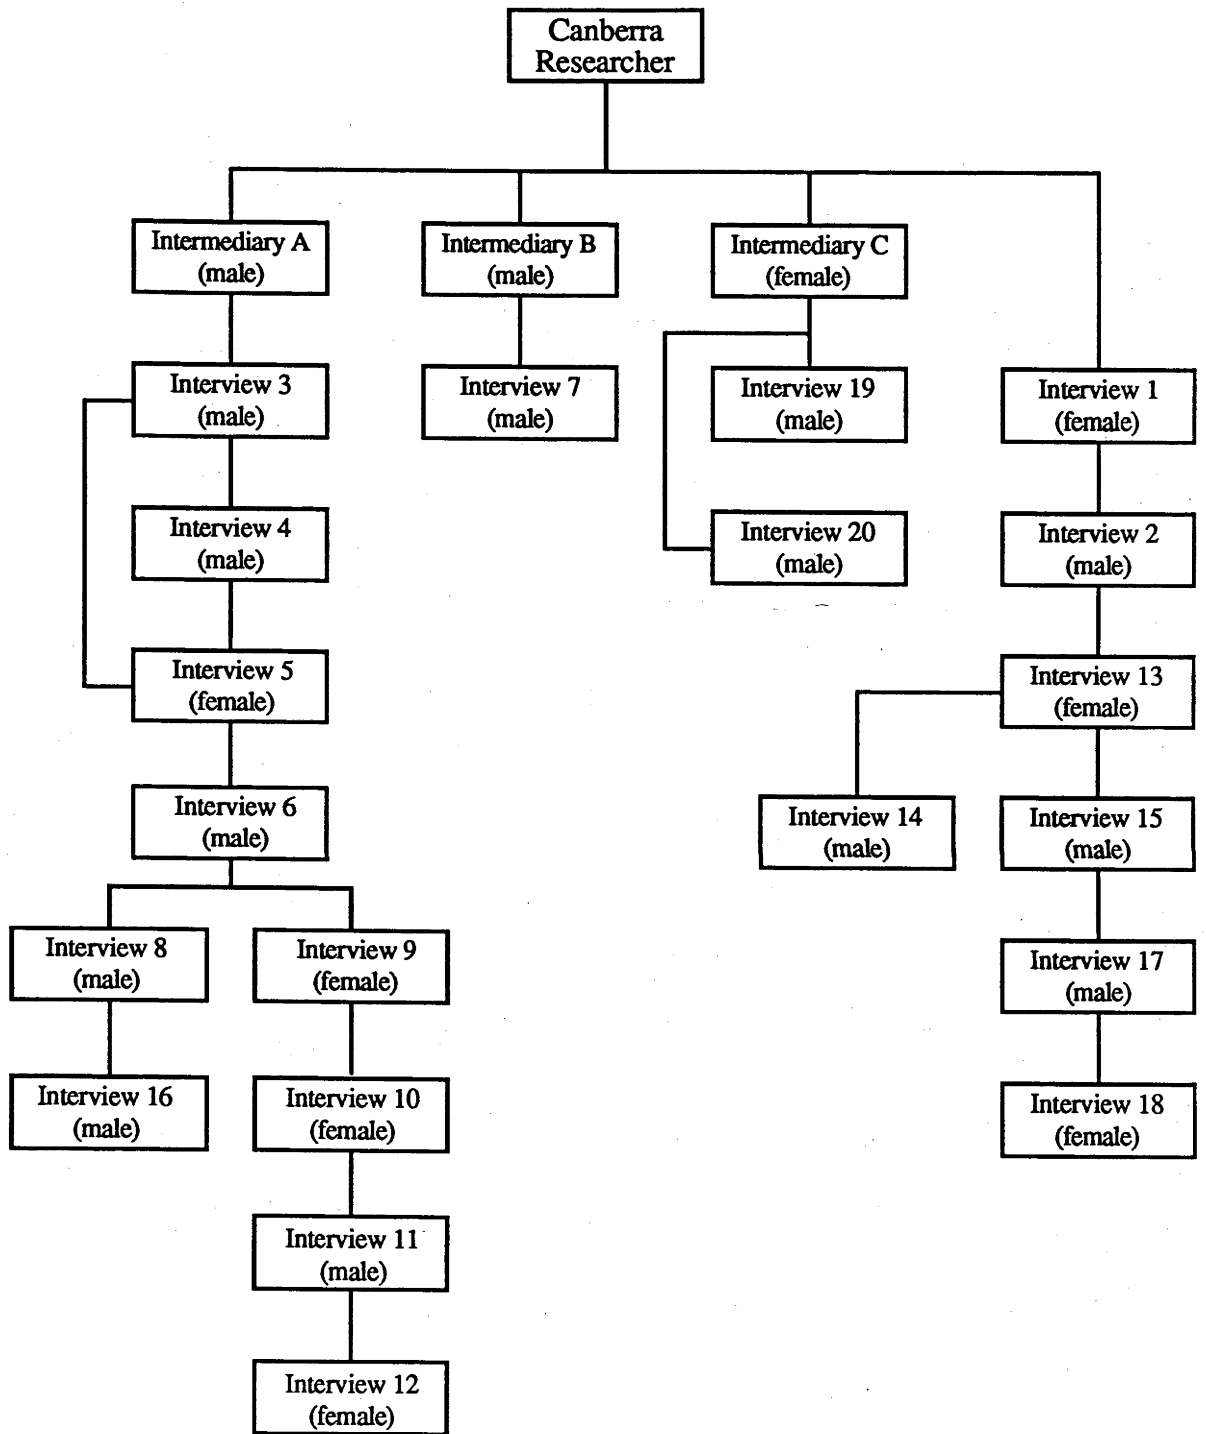 Canberra
Researcher
Intermediary A
(male)
Intermediary B
(male)
Intermediary C
(female)
Interview 3
(male)
Interview 7
(male)
Interview 19
(male)
Interview 1
(female)
Interview 4
(male)
Interview 20
(male)
Interview 2
(male)
Interview 5
(female)
Interview 13
(female)
Interview 6
(male)
Interview 14
(male)
Interview 15
(male)
Interview 8
(male)
Interview 9
(female)
Interview 17
(male)
Interview 16
(male)
Interview 10
(female)
Interview 18
(female)
Interview 11
(male)
Interview 12
(female)